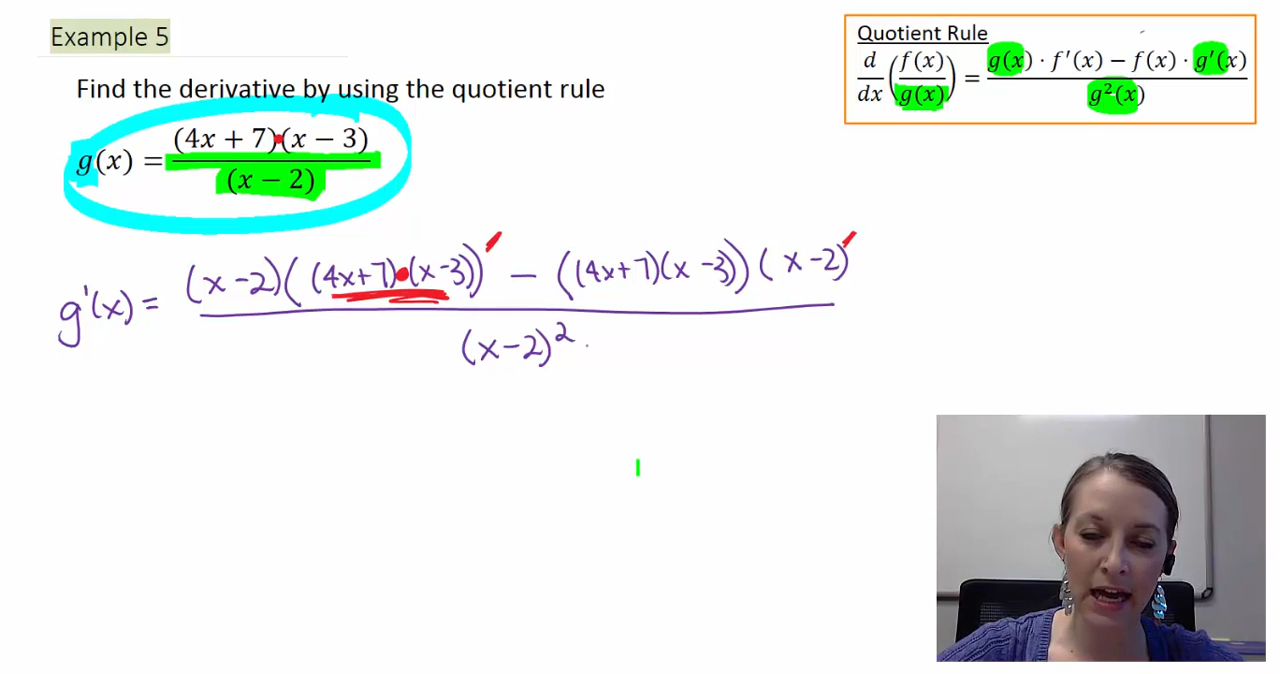 Example 5
Find the derivative by using the quotient rule
g(x) = (4x + 7)·(x − 3) / (x − 2)
Quotient Rule
d/dx (f(x)/g(x)) = g(x) · f'(x) − f(x) · g'(x) / g²(x)
g'(x) = (x-2)((4x+7)·(x-3))' − ((4x+7)(x-3))(x-2)' / (x-2)²